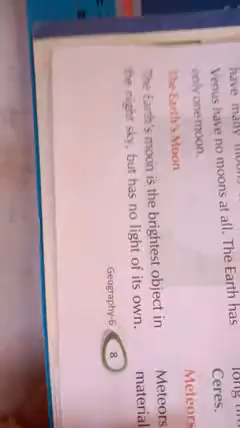 have many
Venus have no moons at all. The Earth has
only one moon.
The Earth's Moon
The Earth's moon is the brightest object in
the night sky, but has no light of its own.
Geography-6
8
long
Ceres.
Meteors
Meteors
material